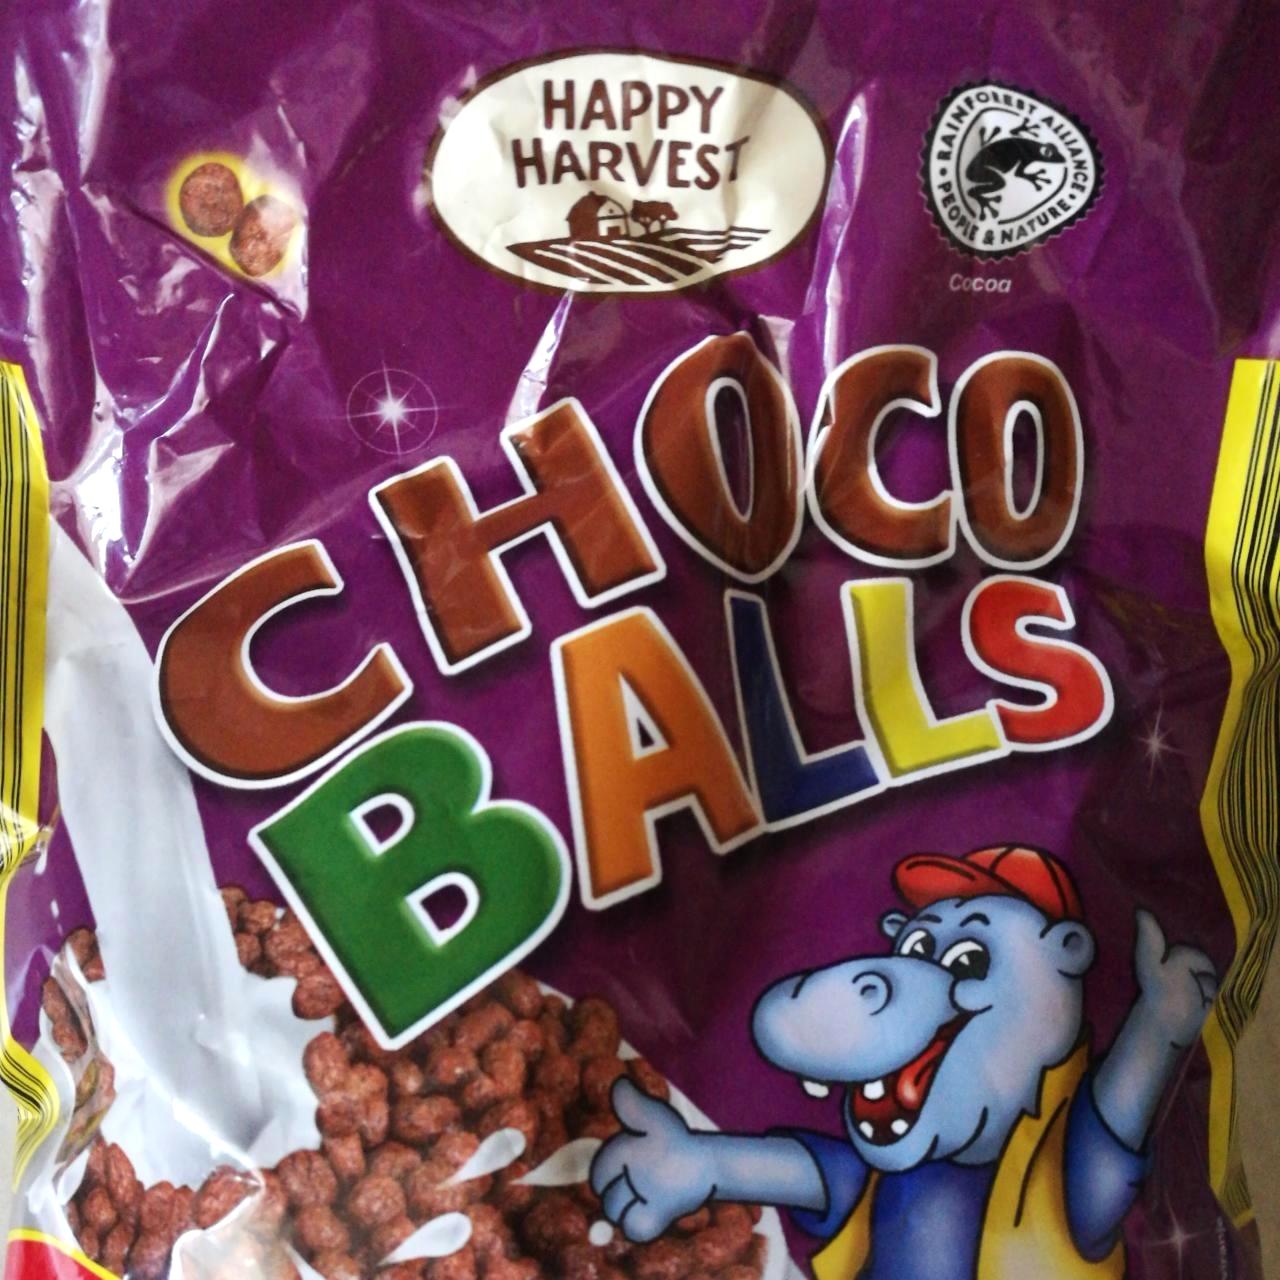 HAPPY
HARVEST
RAINFOREST ALLIANCE
PEOPLE & NATURE
Cocoa
CHOCO
BALLS